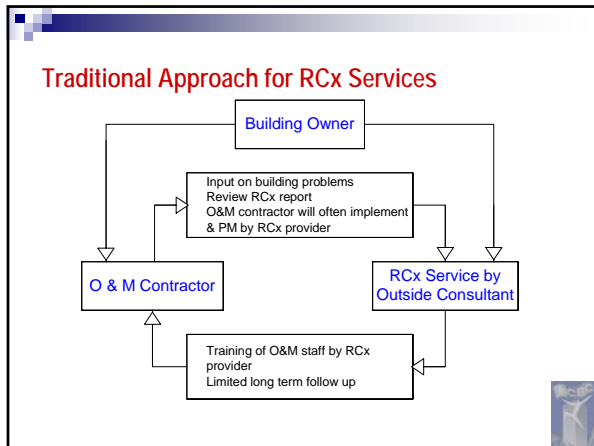 Traditional Approach for RCx Services
Building Owner
Input on building problems
Review RCx report
O&M contractor will often implement
& PM by RCx provider
O & M Contractor
RCx Service by
Outside Consultant
Training of O&M staff by RCx
provider
Limited long term follow up